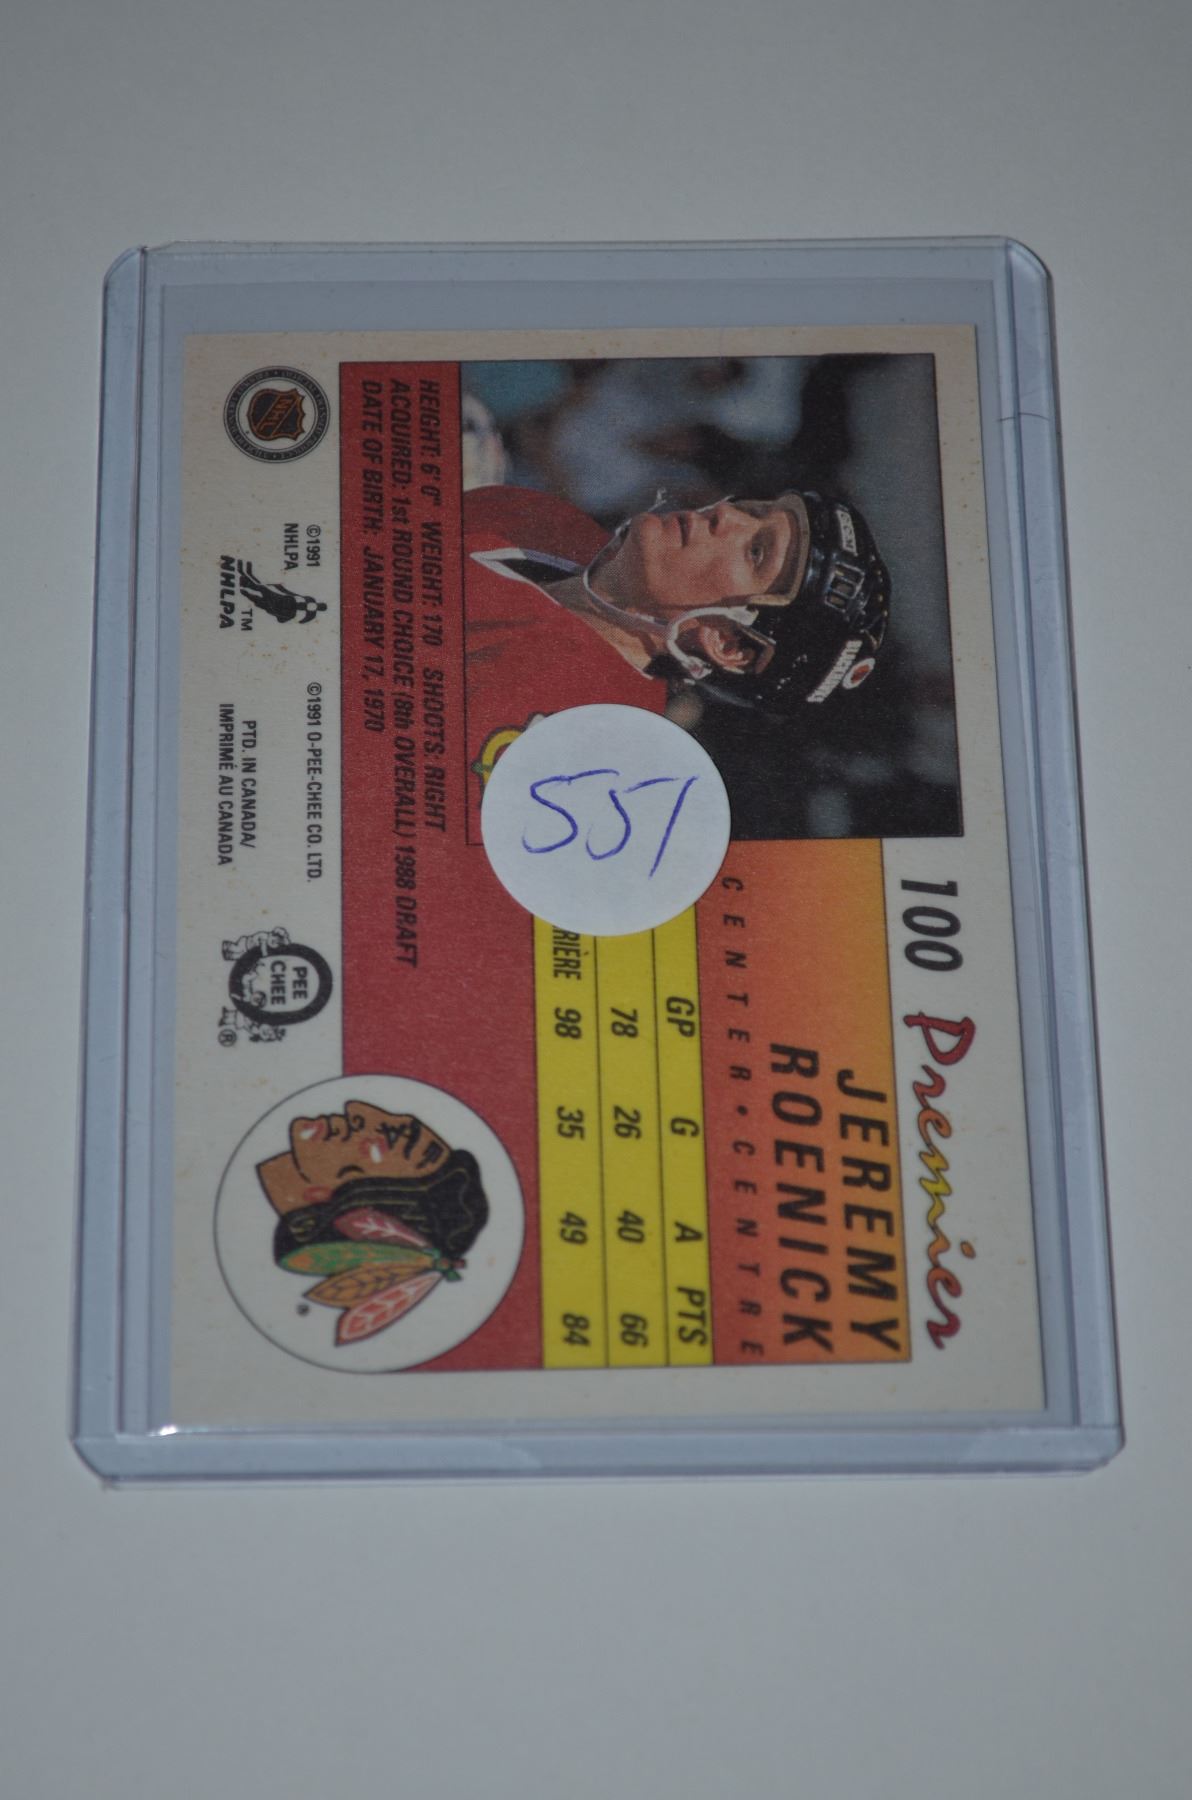 100 Premier
JEREMY
ROENICK
CENTER • CENTRE
GP G A PTS
78 26 40 66
RIÈRE 98 35 49 84
551
HEIGHT: 6' 0" WEIGHT: 170 SHOOTS: RIGHT
ACQUIRED: 1st ROUND CHOICE (8th OVERALL) 1988 DRAFT
DATE OF BIRTH: JANUARY 17, 1970
NHL
©1991
NHLPA
NHLPA
TM
©1991 O-PEE-CHEE CO. LTD.
PTD. IN CANADA/
IMPRIMÉ AU CANADA
O PEE
CHEE
®
®